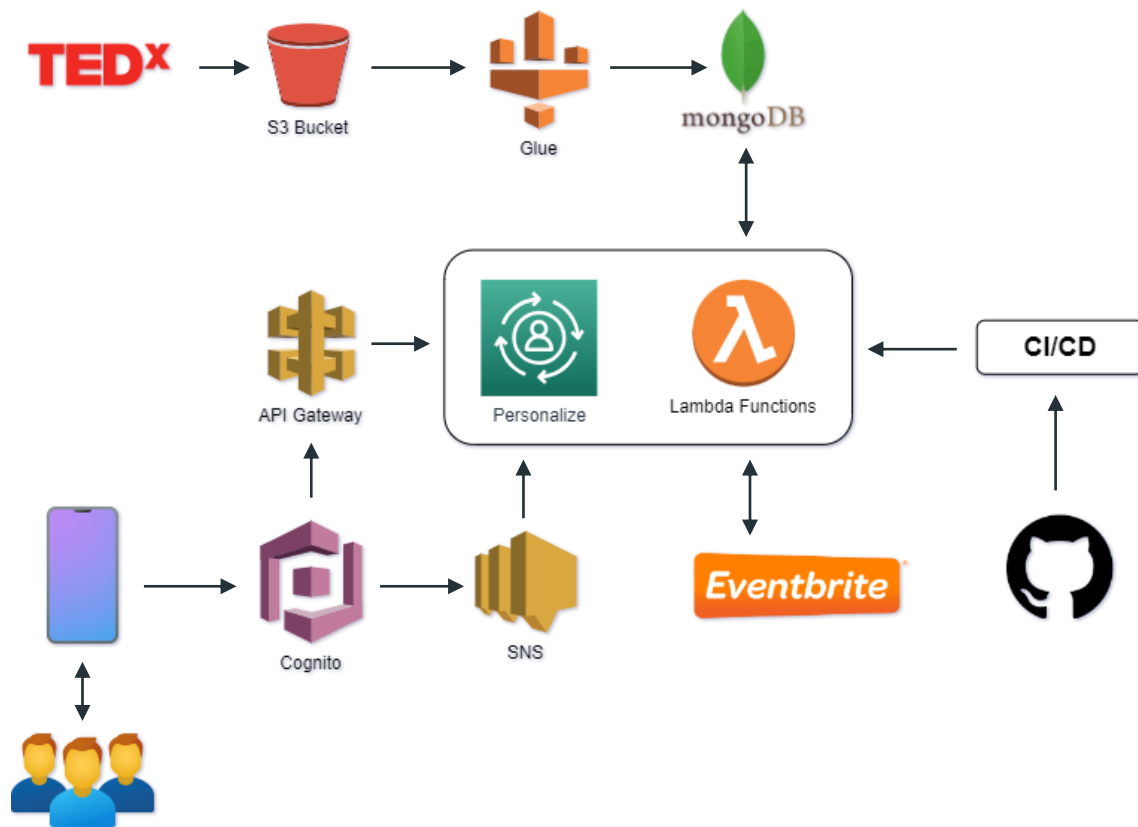 TEDx
S3 Bucket
Glue
mongoDB
API Gateway
Personalize
Lambda Functions
CI/CD
Cognito
SNS
Eventbrite